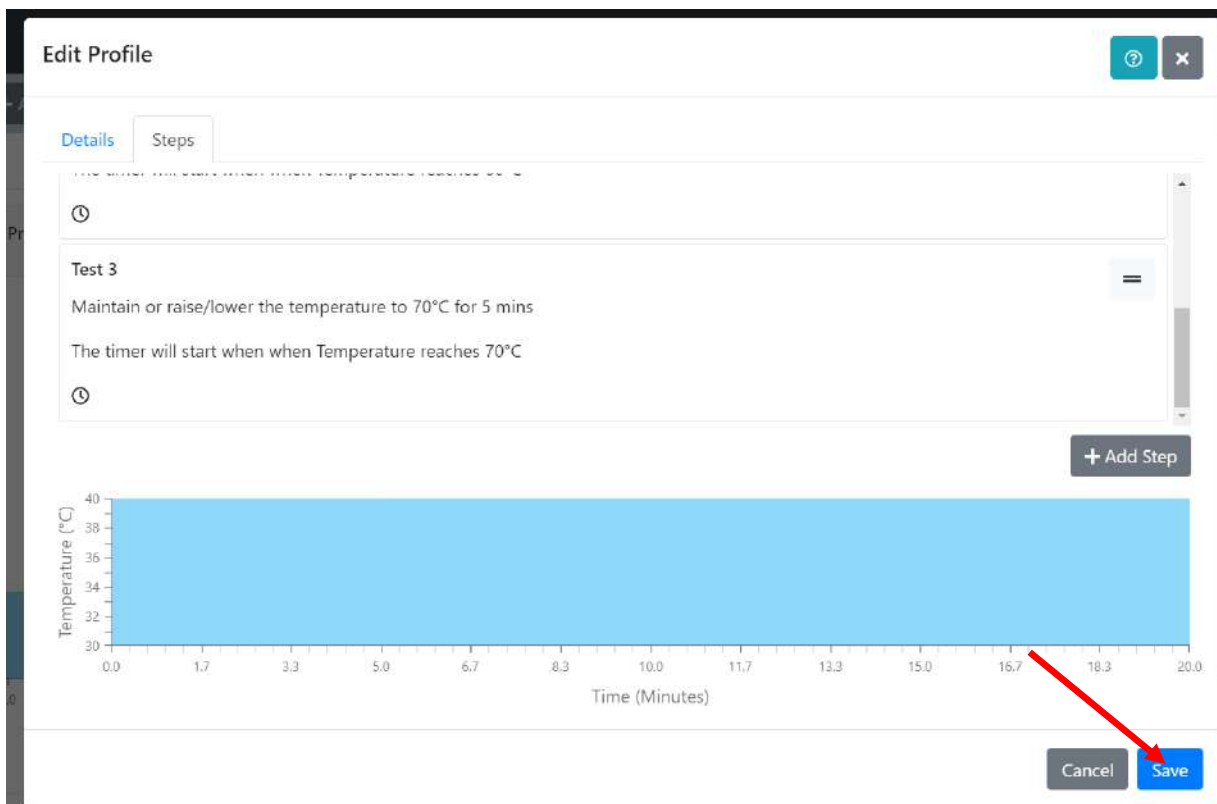 Edit Profile
Details Steps
Pr
Test 3
Maintain or raise/lower the temperature to 70°C for 5 mins
The timer will start when when Temperature reaches 70°C
+ Add Step
Temperature (°C)
40
38
36
34
32
30
0.0 1.7 3.3 5.0 6.7 8.3 10.0 11.7 13.3 15.0 16.7 18.3 20.0
Time (Minutes)
Cancel Save